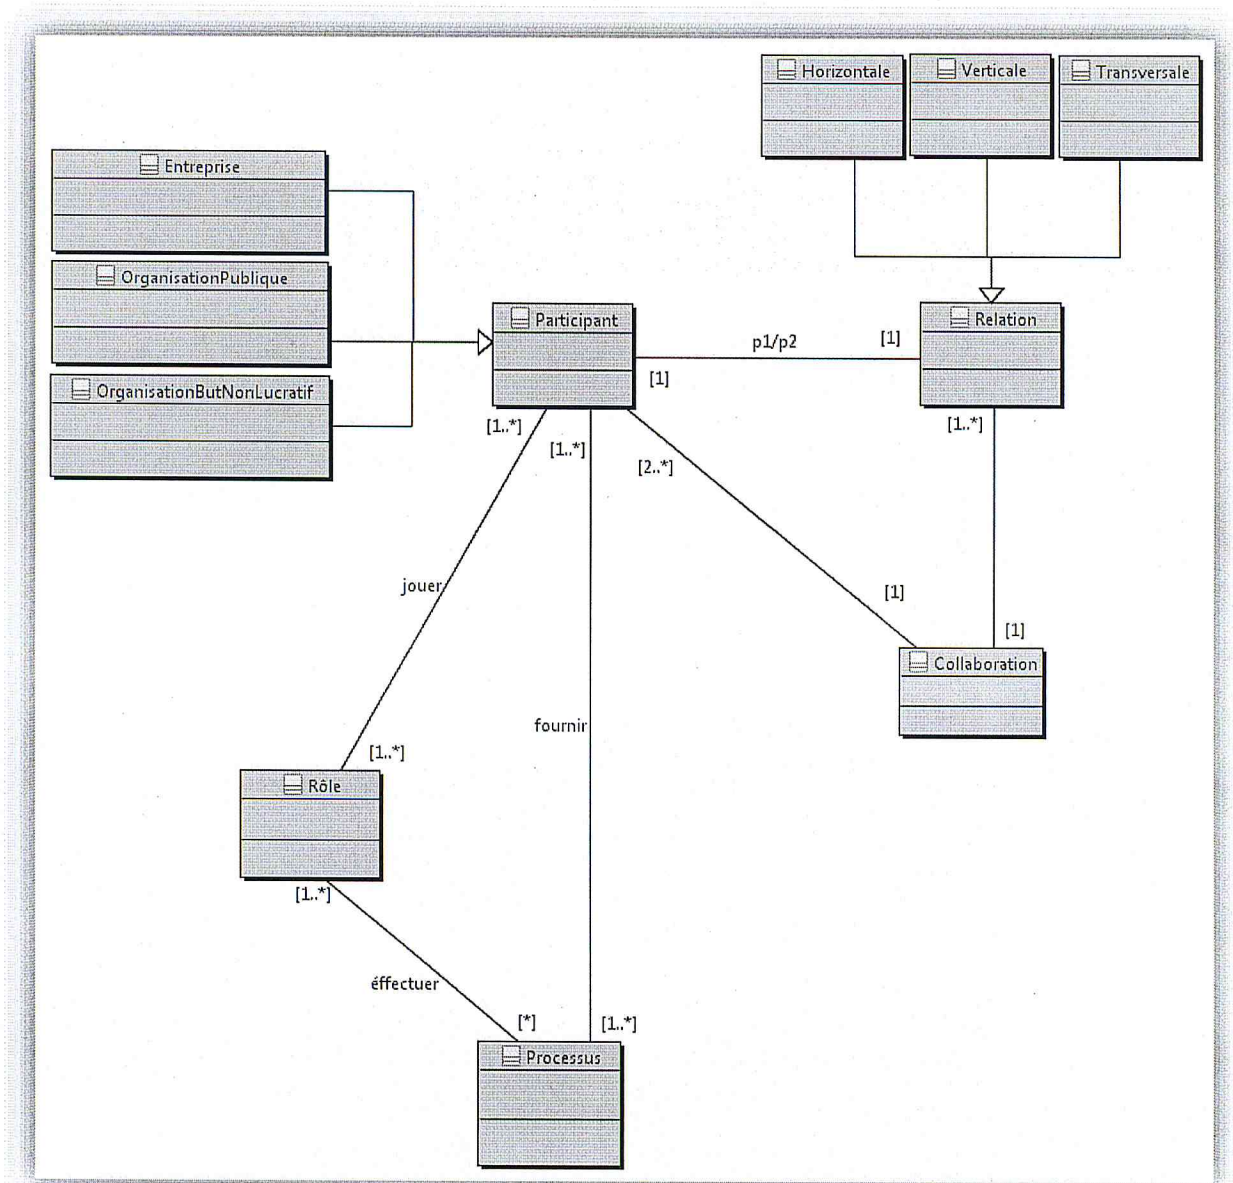 Horizontale
Verticale
Transversale
Entreprise
OrganisationPublique
OrganisationButNonLucratif
Participant
p1/p2
[1]
[1]
Relation
[1..*]
[1..*]
[2..*]
[1..*]
jouer
[1]
[1]
Collaboration
fournir
[1..*]
Rôle
[1..*]
éffectuer
[*]
[1..*]
Processus